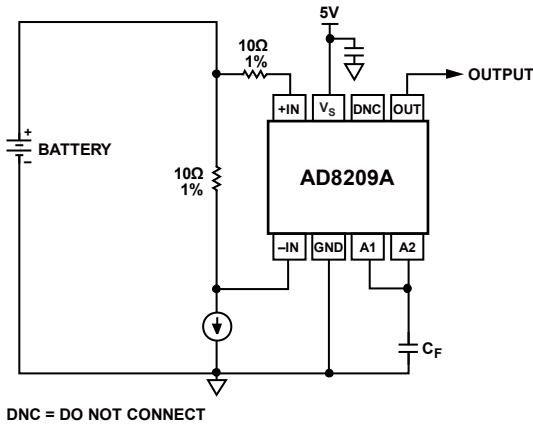 5V
10Ω
1%
OUTPUT
+IN
VS
DNC
OUT
+
BATTERY
–
10Ω
1%
AD8209A
–IN
GND
A1
A2
CF
DNC = DO NOT CONNECT